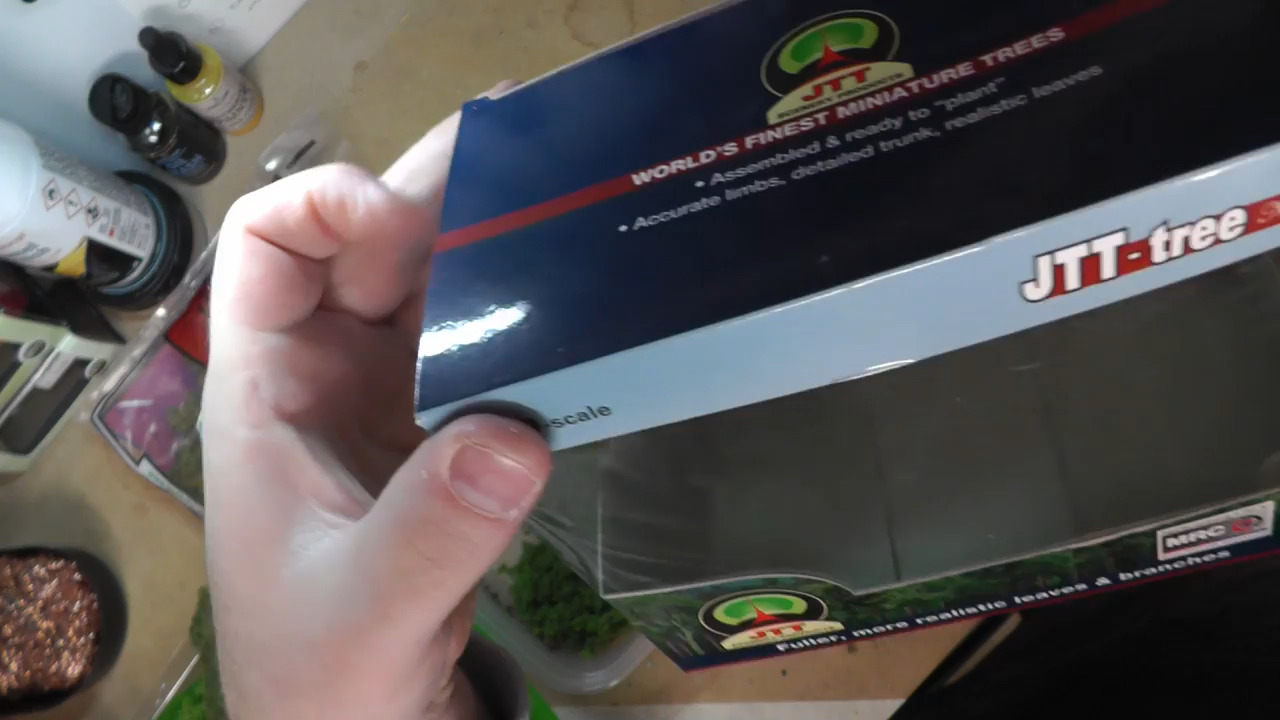 JTT
WORLD'S FINEST MINIATURE TREES
• Assembled & ready to "plant"
• Accurate limbs, detailed trunk, realistic leaves
JTT-tree
-scale
MRC
JTT
Fuller, more realistic leaves & branches